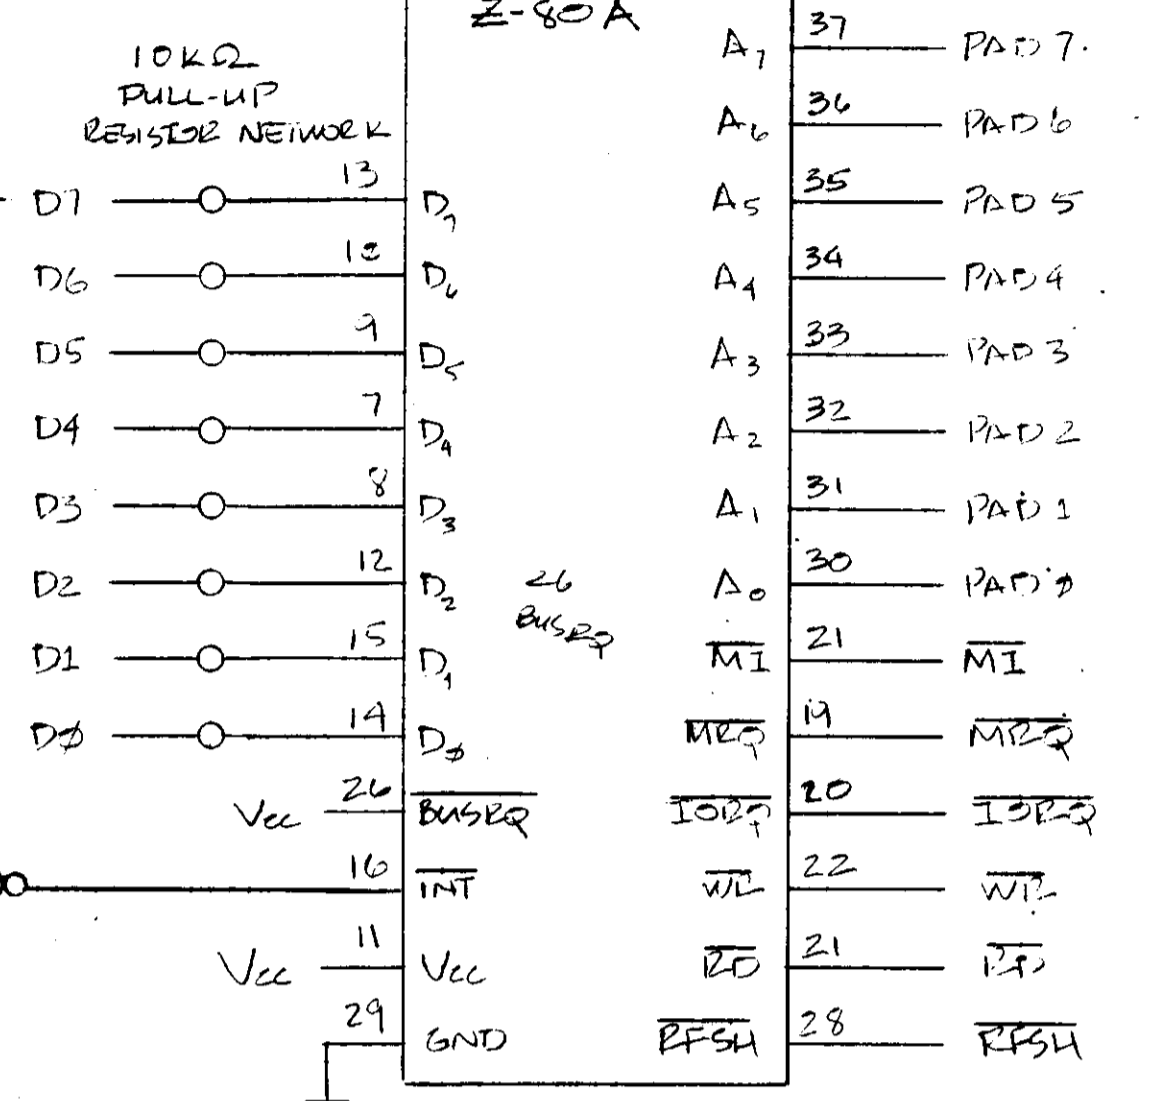 Z-80A
10KΩ
PULL-UP
RESISTOR NETWORK
A7 37 PAD 7
A6 36 PAD 6
D7 13 D7 A5 35 PAD 5
D6 10 D6 A4 34 PAD 4
D5 9 D5 A3 33 PAD 3
D4 7 D4 A2 32 PAD 2
D3 8 D3 A1 31 PAD 1
D2 12 D2 26 A0 30 PAD Ø
BUSRQ
D1 15 D1 M1 21 M1
DØ 14 DØ MRQ 19 MRQ
Vcc 26 BUSRQ IORQ 20 IORQ
16 INT WR 22 WR
Vcc 11 Vcc RD 21 RD
29 GND RFSH 28 RFSH